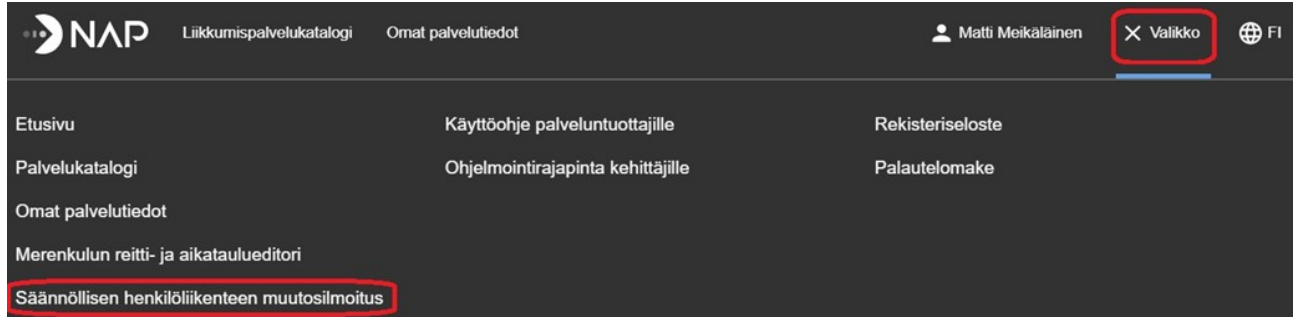 NAP Liikkumispalvelukatalogi Omat palvelutiedot Matti Meikäläinen Valikko FI
Etusivu Käyttöohje palveluntuottajille Rekisteriseloste
Palvelukatalogi Ohjelmointirajapinta kehittäjille Palautelomake
Omat palvelutiedot
Merenkulun reitti- ja aikataulueditori
Säännöllisen henkilöliikenteen muutosilmoitus